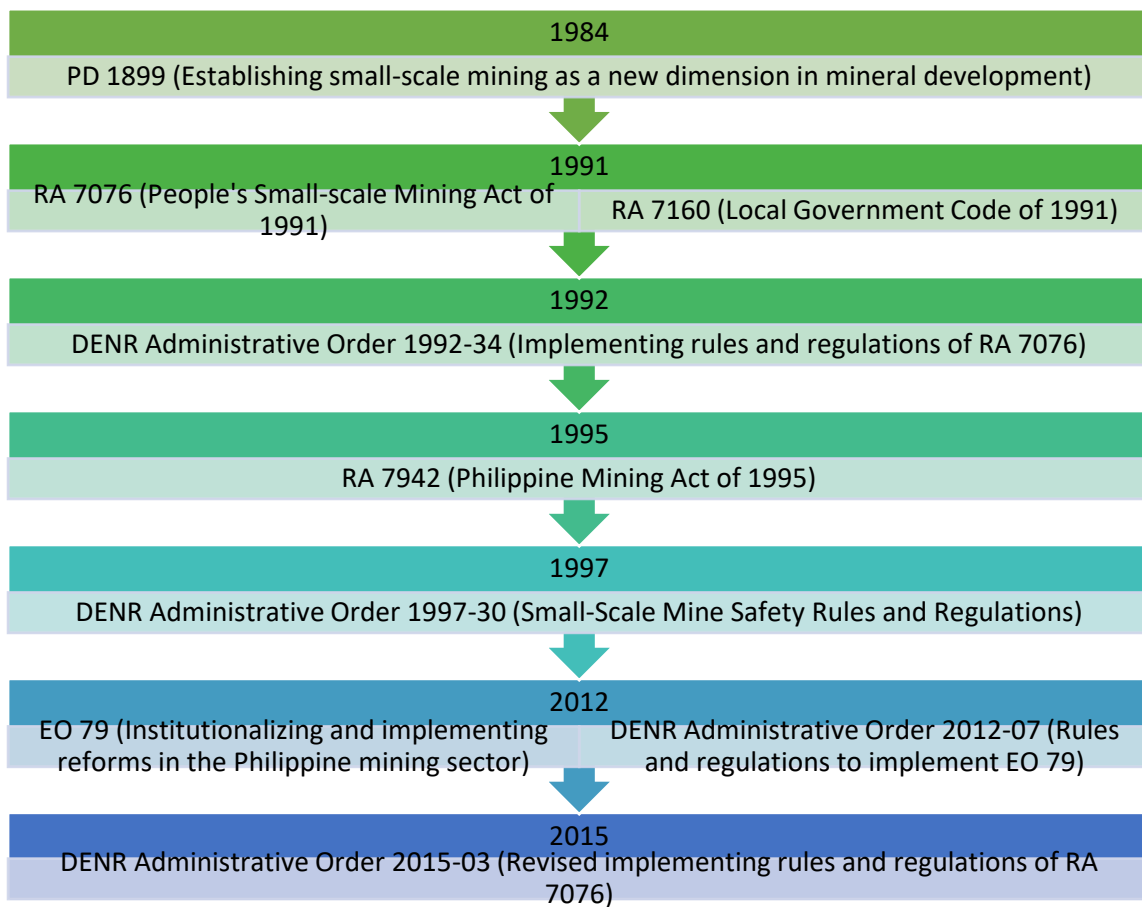 1984
PD 1899 (Establishing small-scale mining as a new dimension in mineral development)
1991
RA 7076 (People's Small-scale Mining Act of
1991)
RA 7160 (Local Government Code of 1991)
1992
DENR Administrative Order 1992-34 (Implementing rules and regulations of RA 7076)
1995
RA 7942 (Philippine Mining Act of 1995)
1997
DENR Administrative Order 1997-30 (Small-Scale Mine Safety Rules and Regulations)
2012
EO 79 (Institutionalizing and implementing
reforms in the Philippine mining sector)
DENR Administrative Order 2012-07 (Rules
and regulations to implement EO 79)
2015
DENR Administrative Order 2015-03 (Revised implementing rules and regulations of RA
7076)